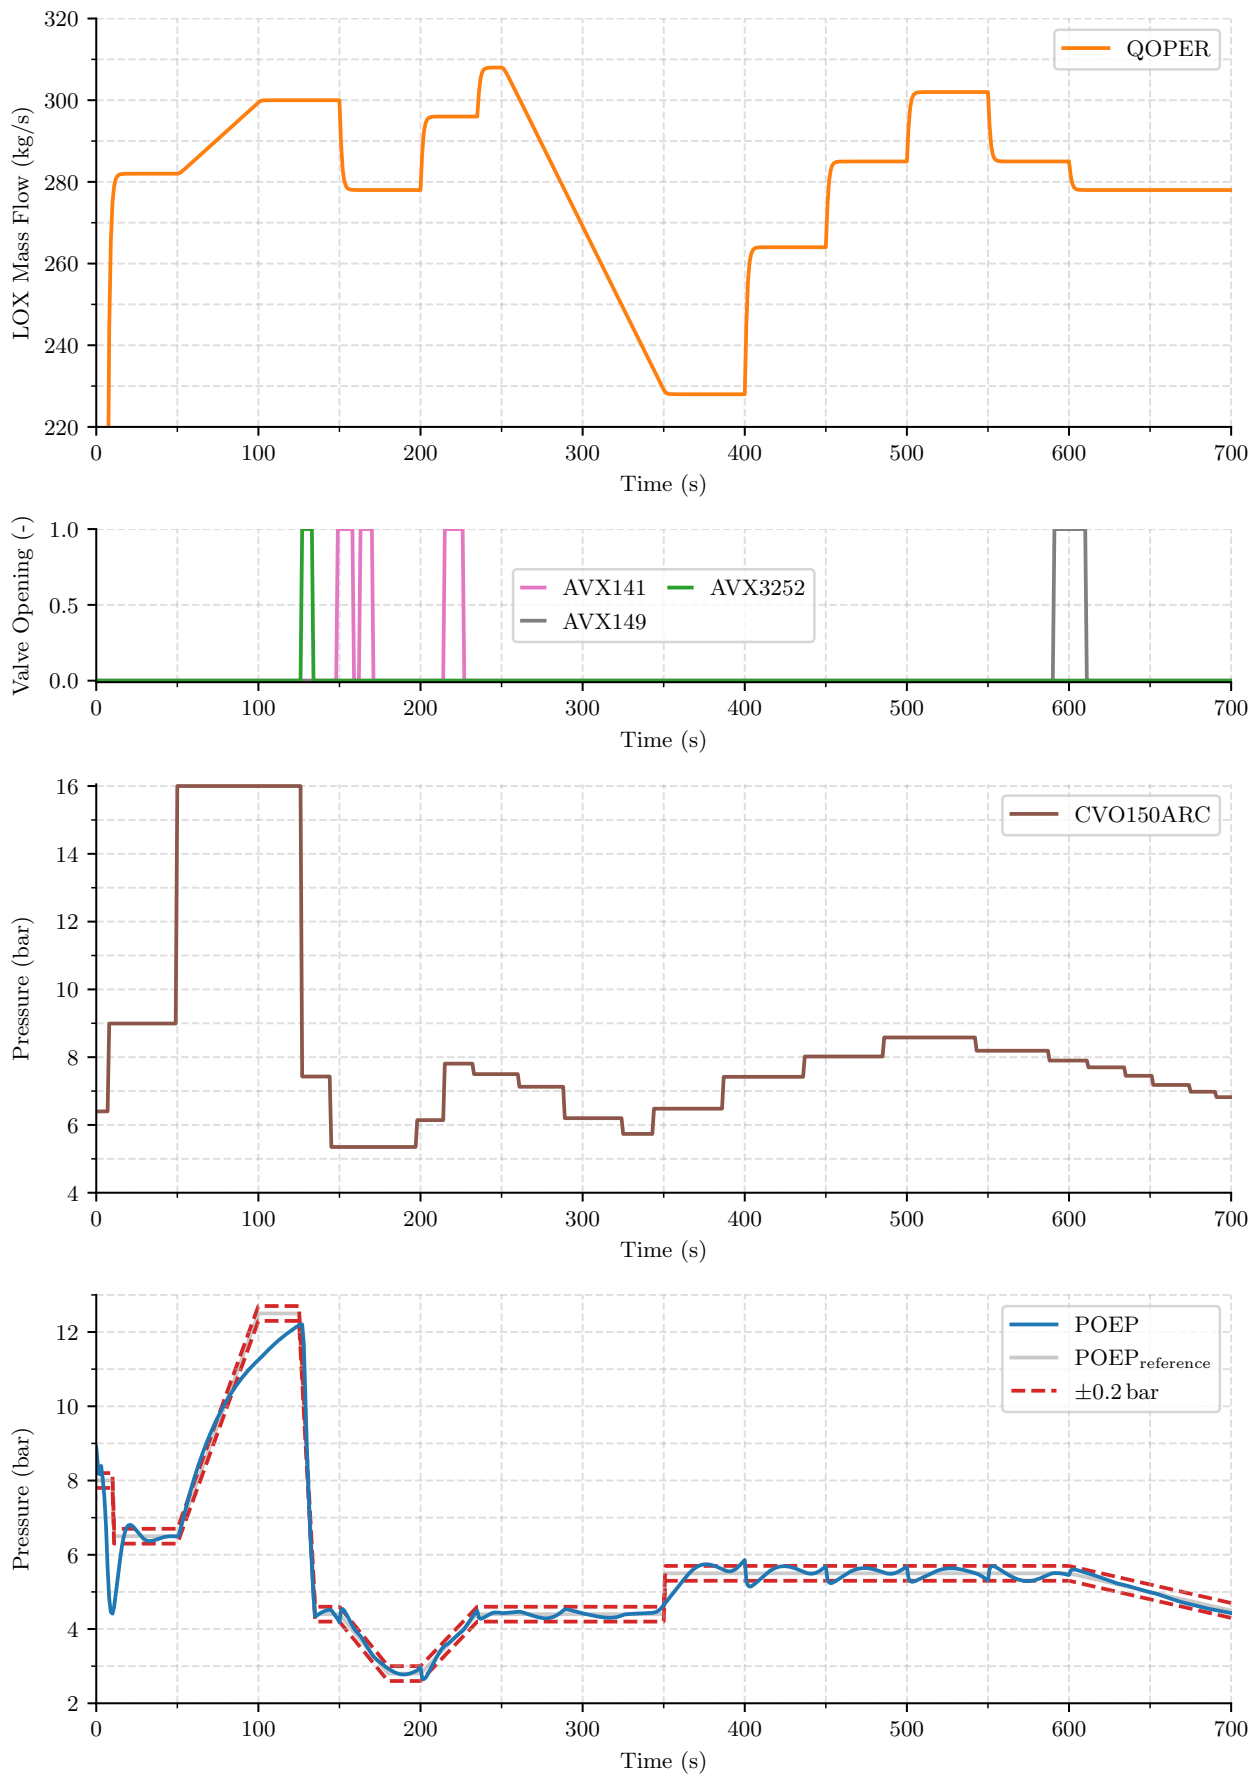 320
300
280
260
240
220
LOX Mass Flow (kg/s)
QOPER
0 100 200 300 400 500 600 700
Time (s)
1.0
0.5
0.0
Valve Opening (-)
AVX141 AVX3252
AVX149
0 100 200 300 400 500 600 700
Time (s)
16
14
12
10
8
6
4
Pressure (bar)
CVO150ARC
0 100 200 300 400 500 600 700
Time (s)
12
10
8
6
4
2
Pressure (bar)
POEP
POEPreference
±0.2 bar
0 100 200 300 400 500 600 700
Time (s)